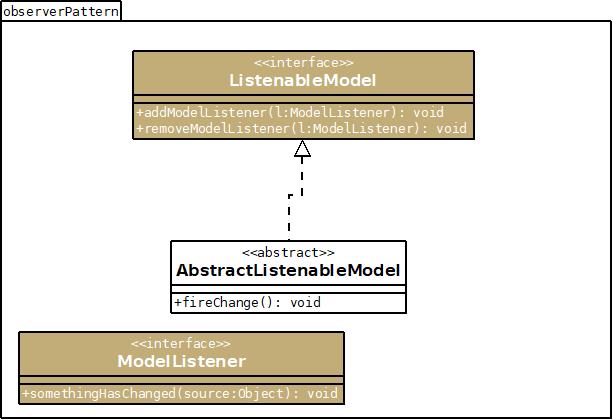 observerPattern
<<interface>>
ListenableModel
+addModelListener(l:ModelListener): void
+removeModelListener(l:ModelListener): void
<<abstract>>
AbstractListenableModel
+fireChange(): void
<<interface>>
ModelListener
+somethingHasChanged(source:Object): void